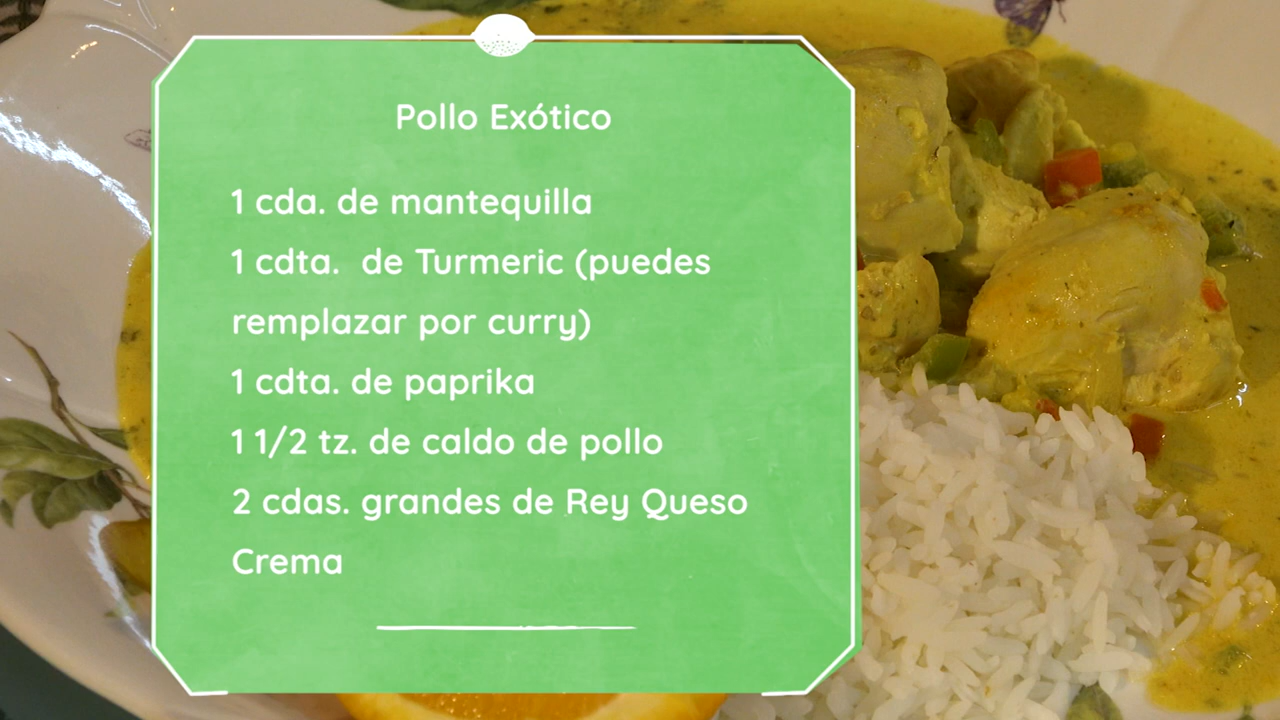 Pollo Exótico
1 cda. de mantequilla
1 cdta. de Turmeric (puedes
remplazar por curry)
1 cdta. de paprika
1 1/2 tz. de caldo de pollo
2 cdas. grandes de Rey Queso
Crema